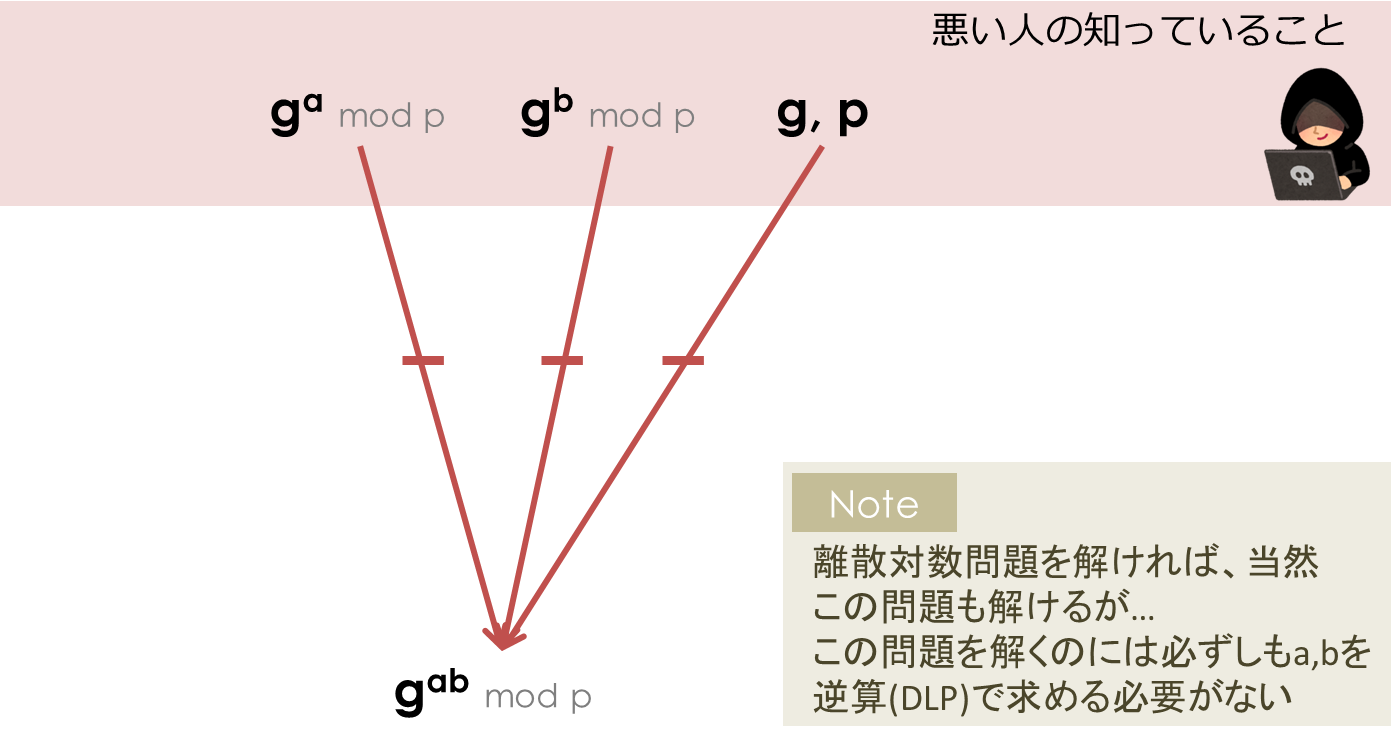 悪い人の知っていること
gᵃ mod p gᵇ mod p g, p
gᵃᵇ mod p
Note
離散対数問題を解ければ、当然
この問題も解けるが…
この問題を解くのには必ずしもa,bを
逆算(DLP)で求める必要がない